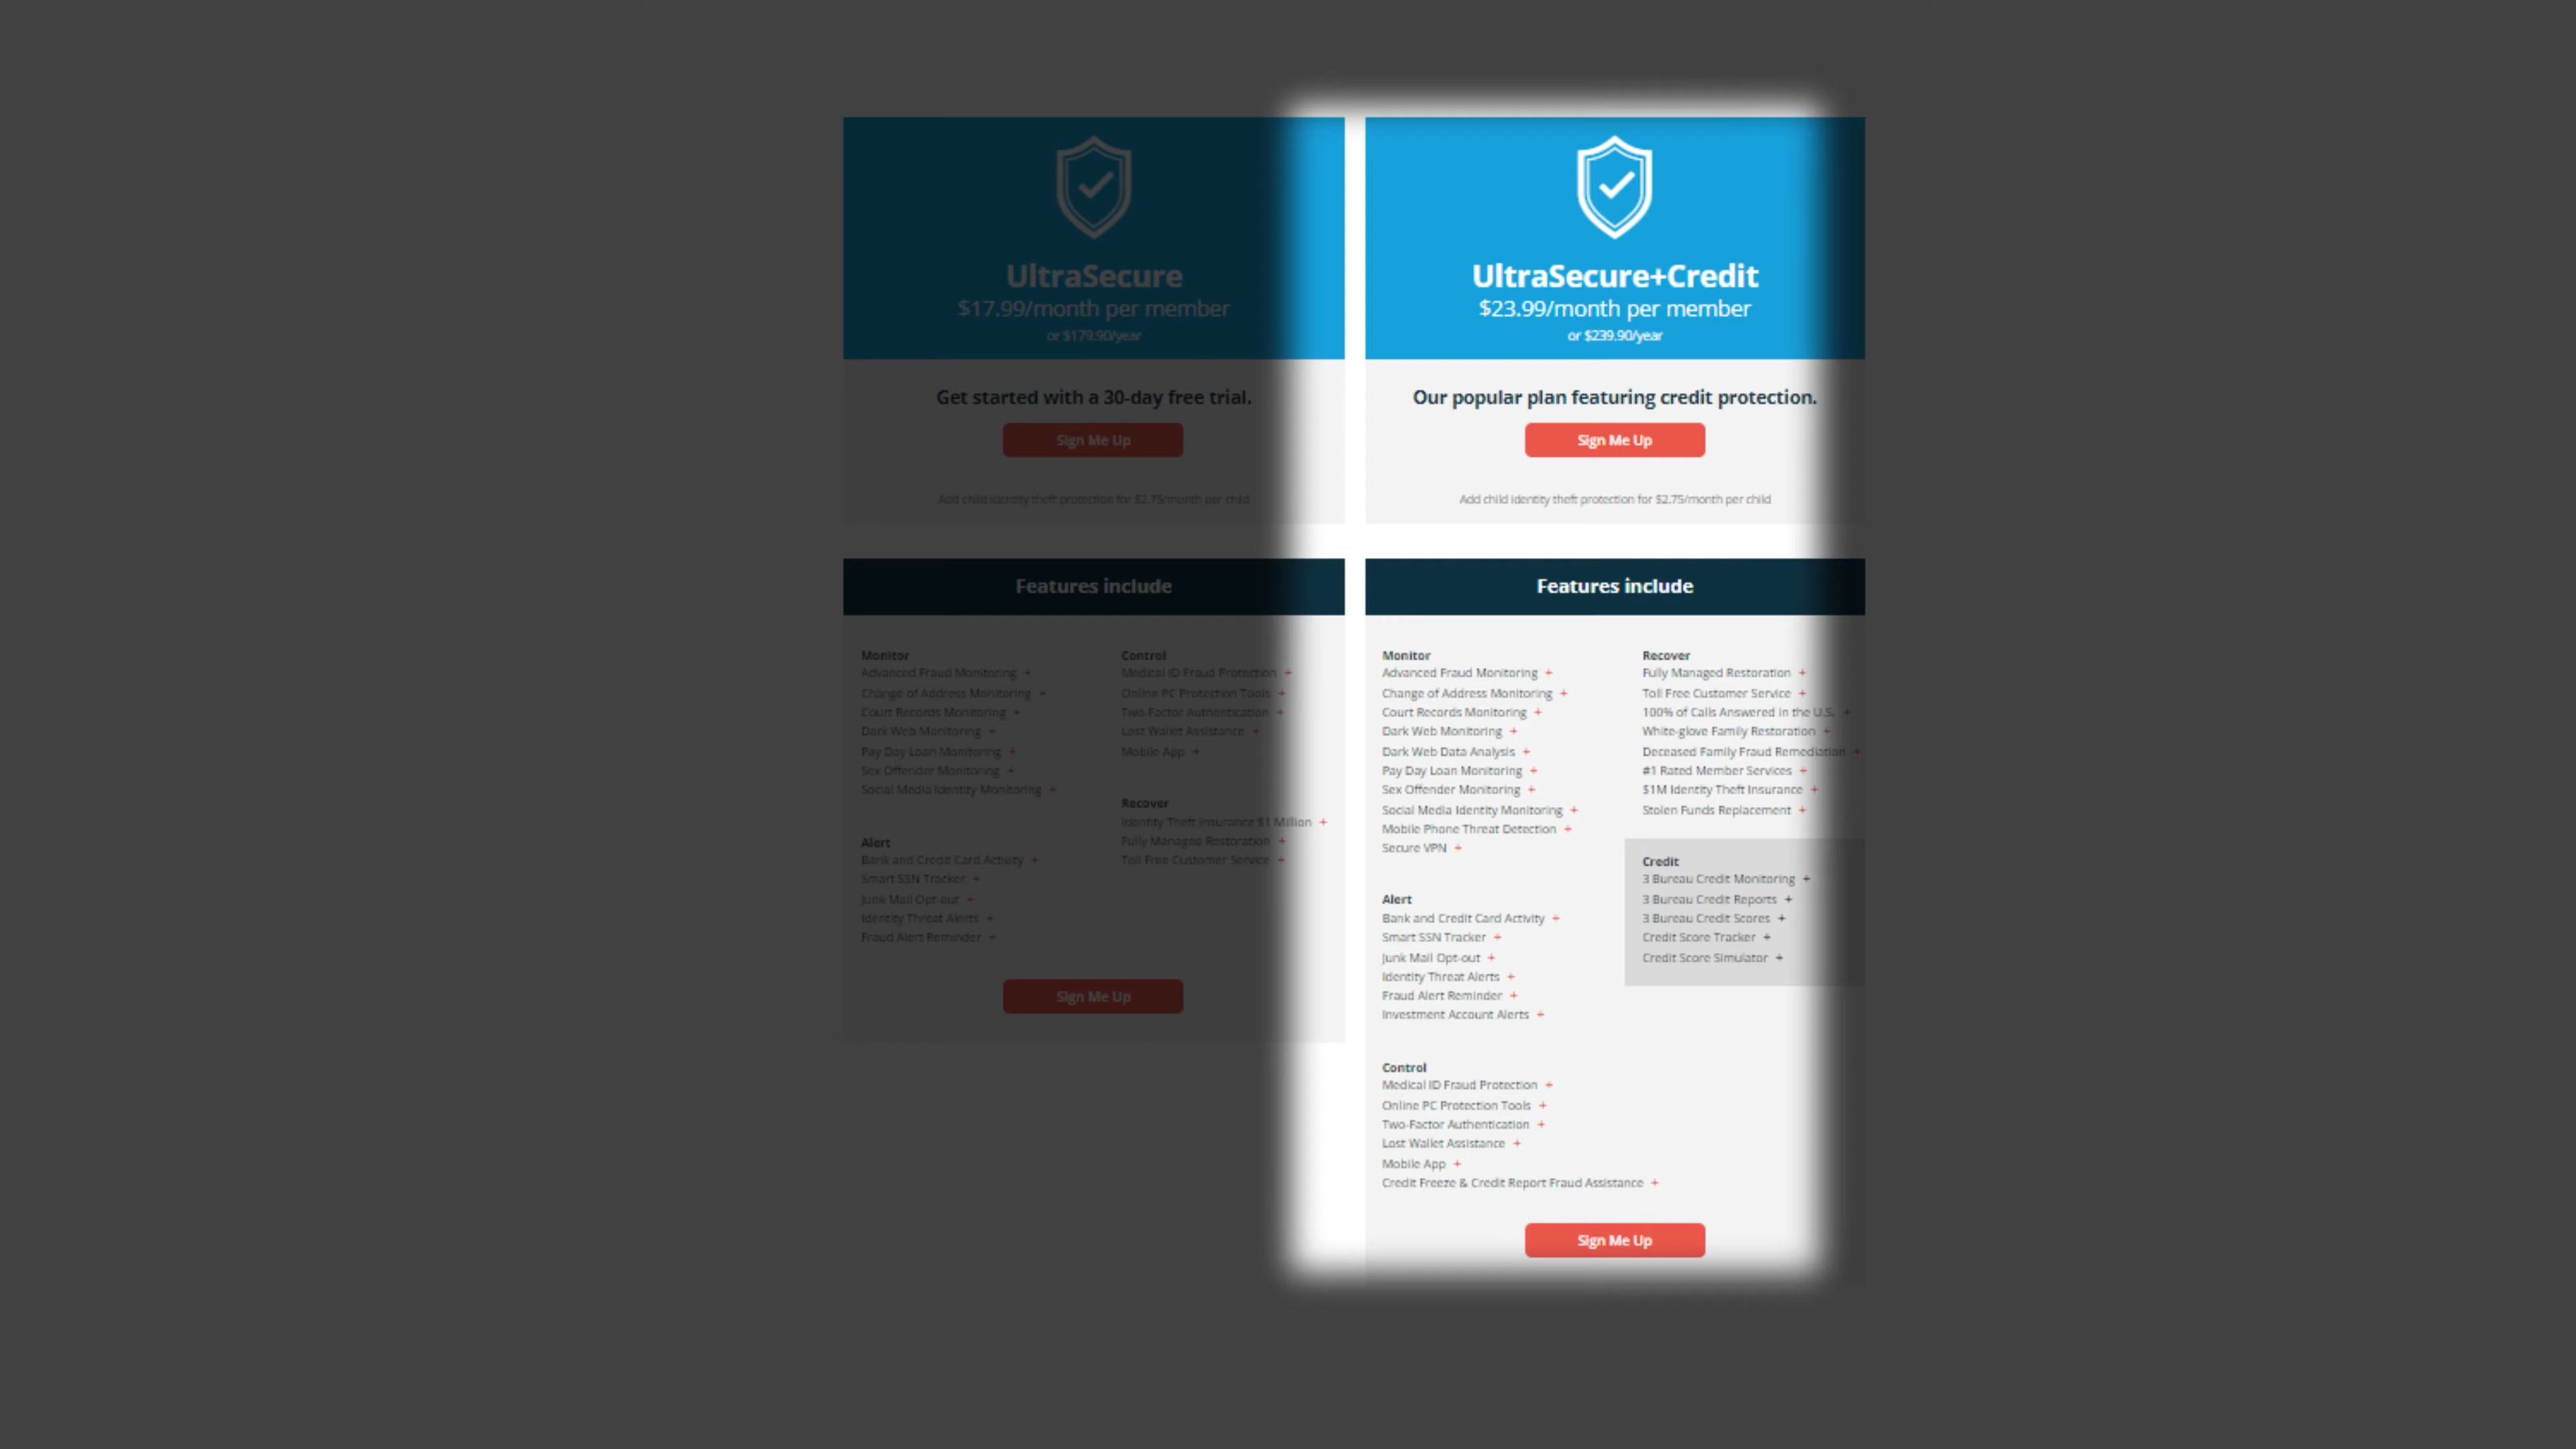 UltraSecure
$17.99/month per member
or $179.90/year
Get started with a 30-day free trial.
Sign Me Up
Add child identity theft protection for $2.75/month per child
Features include
Monitor
Advanced Fraud Monitoring +
Change of Address Monitoring +
Court Records Monitoring +
Dark Web Monitoring +
Pay Day Loan Monitoring +
Sex Offender Monitoring +
Social Media Identity Monitoring +
Alert
Bank and Credit Card Activity +
Smart SSN Tracker +
Junk Mail Opt-out +
Identity Threat Alerts +
Fraud Alert Reminder +
Control
Medical ID Fraud Protection +
Online PC Protection Tools +
Two-Factor Authentication +
Lost Wallet Assistance +
Mobile App +
Recover
Identity Theft Insurance $1 Million +
Fully Managed Restoration +
Toll Free Customer Service +
Sign Me Up
UltraSecure+Credit
$23.99/month per member
or $239.90/year
Our popular plan featuring credit protection.
Sign Me Up
Add child identity theft protection for $2.75/month per child
Features include
Monitor
Advanced Fraud Monitoring +
Change of Address Monitoring +
Court Records Monitoring +
Dark Web Monitoring +
Dark Web Data Analysis +
Pay Day Loan Monitoring +
Sex Offender Monitoring +
Social Media Identity Monitoring +
Mobile Phone Threat Detection +
Secure VPN +
Alert
Bank and Credit Card Activity +
Smart SSN Tracker +
Junk Mail Opt-out +
Identity Threat Alerts +
Fraud Alert Reminder +
Investment Account Alerts +
Control
Medical ID Fraud Protection +
Online PC Protection Tools +
Two-Factor Authentication +
Lost Wallet Assistance +
Mobile App +
Credit Freeze & Credit Report Fraud Assistance +
Recover
Fully Managed Restoration +
Toll Free Customer Service +
100% of Calls Answered in the U.S. +
White-glove Family Restoration +
Deceased Family Fraud Remediation +
#1 Rated Member Services +
$1M Identity Theft Insurance +
Stolen Funds Replacement +
Credit
3 Bureau Credit Monitoring +
3 Bureau Credit Reports +
3 Bureau Credit Scores +
Credit Score Tracker +
Credit Score Simulator +
Sign Me Up